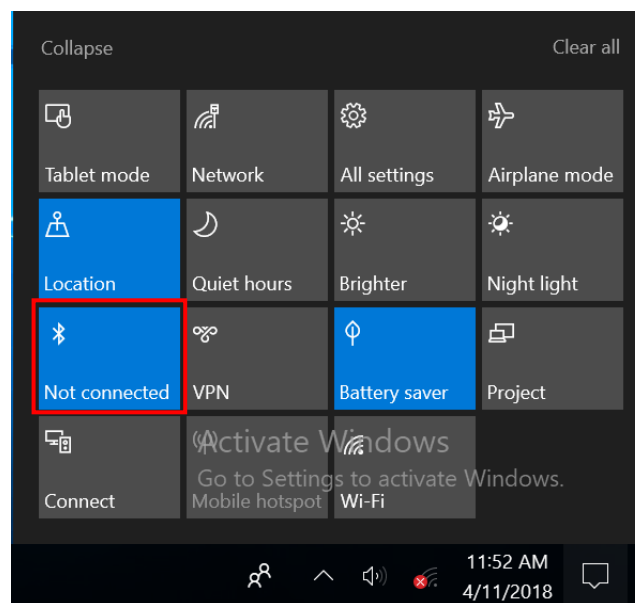 Collapse Clear all
Tablet mode Network All settings Airplane mode
Location Quiet hours Brighter Night light
Not connected VPN Battery saver Project
Activate Windows
Go to Settings to activate Windows.
Connect Mobile hotspot Wi-Fi
11:52 AM
4/11/2018